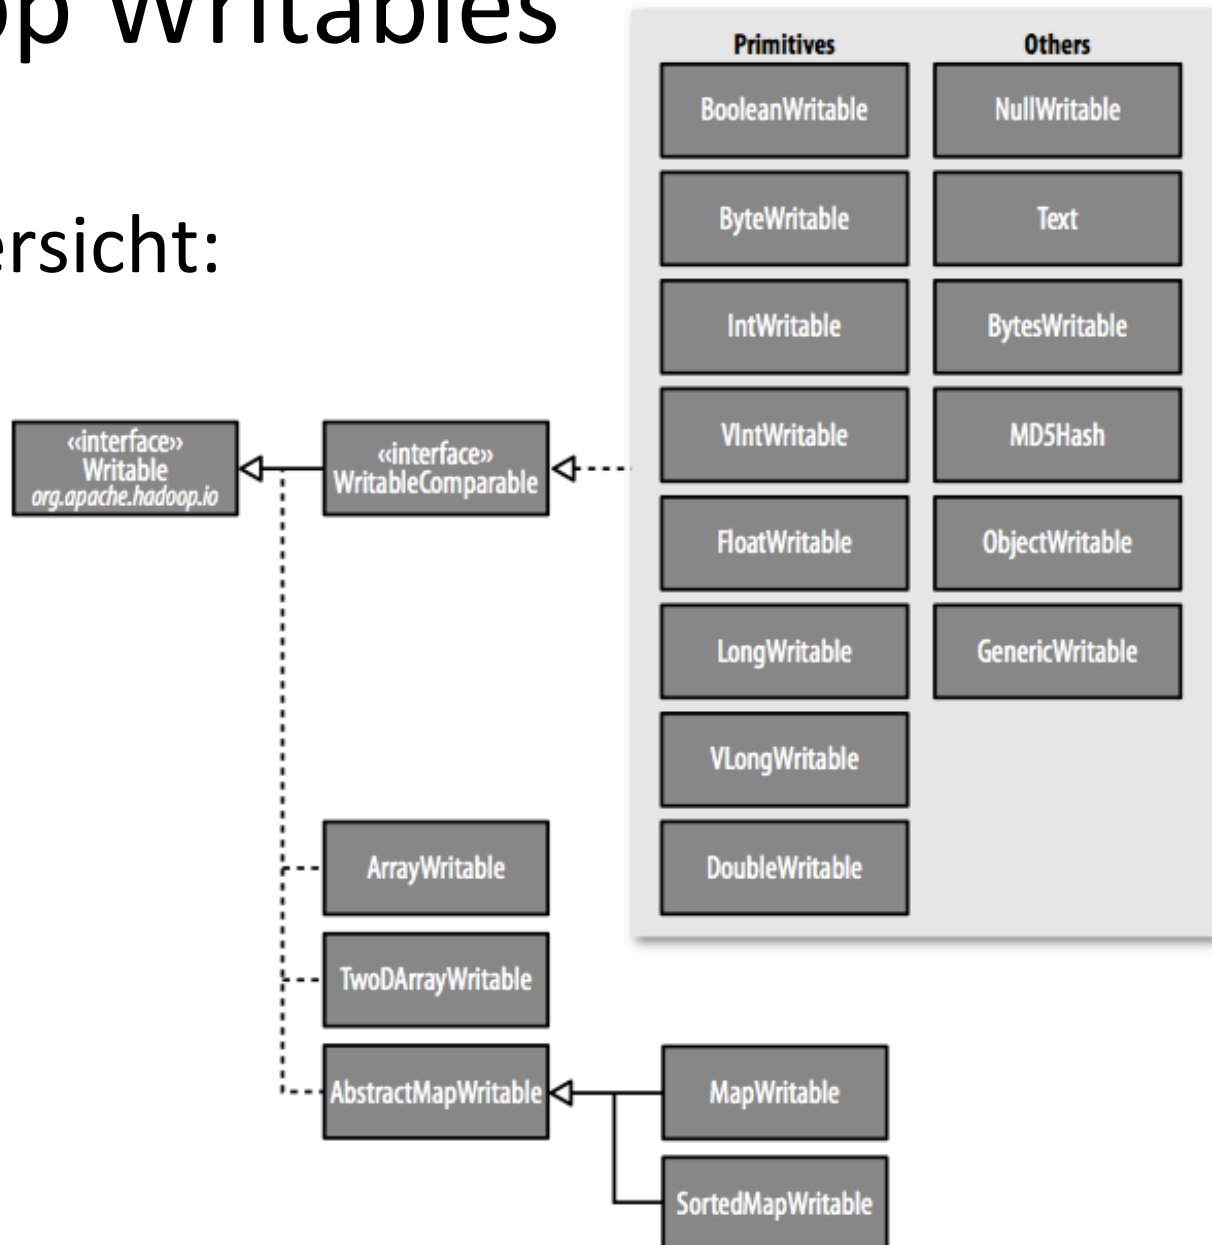 op Writables
ersicht:
Primitives
Others
BooleanWritable
NullWritable
ByteWritable
Text
IntWritable
BytesWritable
«interface»
Writable
org.apache.hadoop.io
«interface»
WritableComparable
VIntWritable
MD5Hash
FloatWritable
ObjectWritable
LongWritable
GenericWritable
VLongWritable
DoubleWritable
ArrayWritable
TwoDArrayWritable
AbstractMapWritable
MapWritable
SortedMapWritable